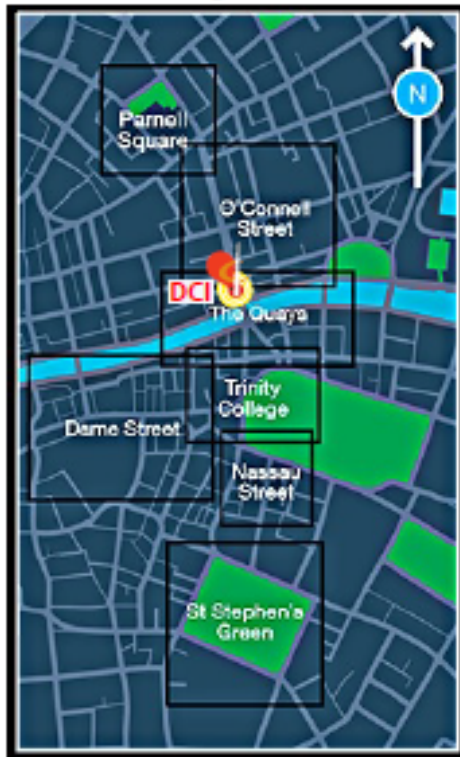 N
Parnell
Square
O'Connell
Street
DCI U
The Quays
Trinity
College
Dame Street
Nassau
Street
St Stephen's
Green